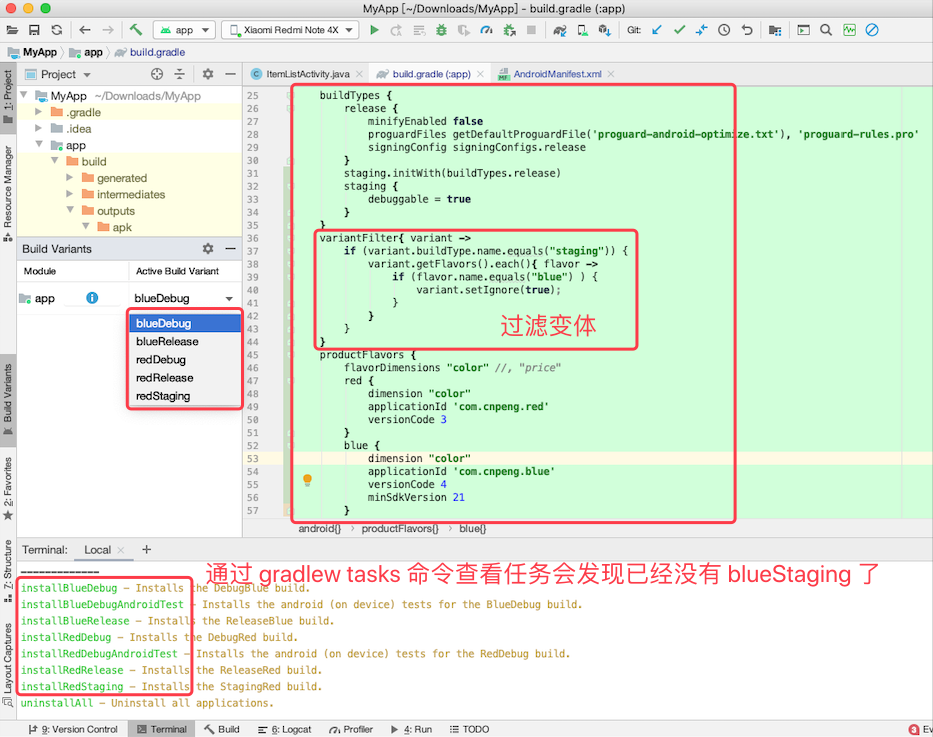 MyApp [~/Downloads/MyApp] - build.gradle (:app)
app
Xiaomi Redmi Note 4X
Git:
MyApp
app
build.gradle
1: Project
Resource Manager
Build Variants
2: Favorites
7: Structure
Layout Captures
Project
ItemListActivity.java
build.gradle (:app)
AndroidManifest.xml
MyApp ~/Downloads/MyApp
.gradle
.idea
app
build
generated
intermediates
outputs
apk
Build Variants
Module
Active Build Variant
app
blueDebug
blueDebug
blueRelease
redDebug
redRelease
redStaging
25 buildTypes {
26 release {
27 minifyEnabled false
28 proguardFiles getDefaultProguardFile('proguard-android-optimize.txt'), 'proguard-rules.pro'
29 signingConfig signingConfigs.release
30 }
31 staging.initWith(buildTypes.release)
32 staging {
33 debuggable = true
34 }
35 }
36 variantFilter{ variant ->
37 if (variant.buildType.name.equals("staging")) {
38 variant.getFlavors().each(){ flavor ->
39 if (flavor.name.equals("blue") ) {
40 variant.setIgnore(true);
41 }
42 }
43 }
44 }
过滤变体
45 productFlavors {
46 flavorDimensions "color" //, "price"
47 red {
48 dimension "color"
49 applicationId 'com.cnpeng.red'
50 versionCode 3
51 }
52 blue {
53 dimension "color"
54 applicationId 'com.cnpeng.blue'
55 versionCode 4
56 minSdkVersion 21
57 }
android{} › productFlavors{} › blue{}
Terminal:
Local
+
通过 gradlew tasks 命令查看任务会发现已经没有 blueStaging 了
-------------
installBlueDebug - Installs the DebugBlue build.
installBlueDebugAndroidTest - Installs the android (on device) tests for the BlueDebug build.
installBlueRelease - Installs the ReleaseBlue build.
installRedDebug - Installs the DebugRed build.
installRedDebugAndroidTest - Installs the android (on device) tests for the RedDebug build.
installRedRelease - Installs the ReleaseRed build.
installRedStaging - Installs the StagingRed build.
uninstallAll - Uninstall all applications.
9: Version Control
Terminal
Build
6: Logcat
Profiler
4: Run
TODO
Ev